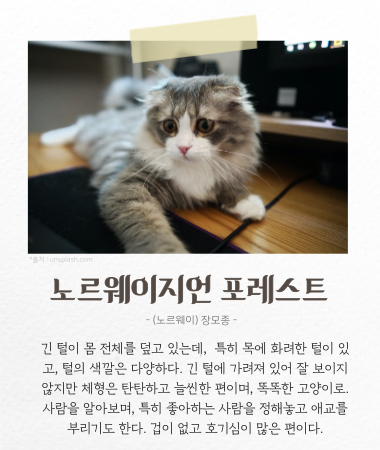 *출처 : unsplash.com
노르웨이지언 포레스트
- (노르웨이) 장모종 -
긴 털이 몸 전체를 덮고 있는데, 특히 목에 화려한 털이 있
고, 털의 색깔은 다양하다. 긴 털에 가려져 있어 잘 보이지
않지만 체형은 탄탄하고 늘씬한 편이며, 똑똑한 고양이로.
사람을 알아보며, 특히 좋아하는 사람을 정해놓고 애교를
부리기도 한다. 겁이 없고 호기심이 많은 편이다.